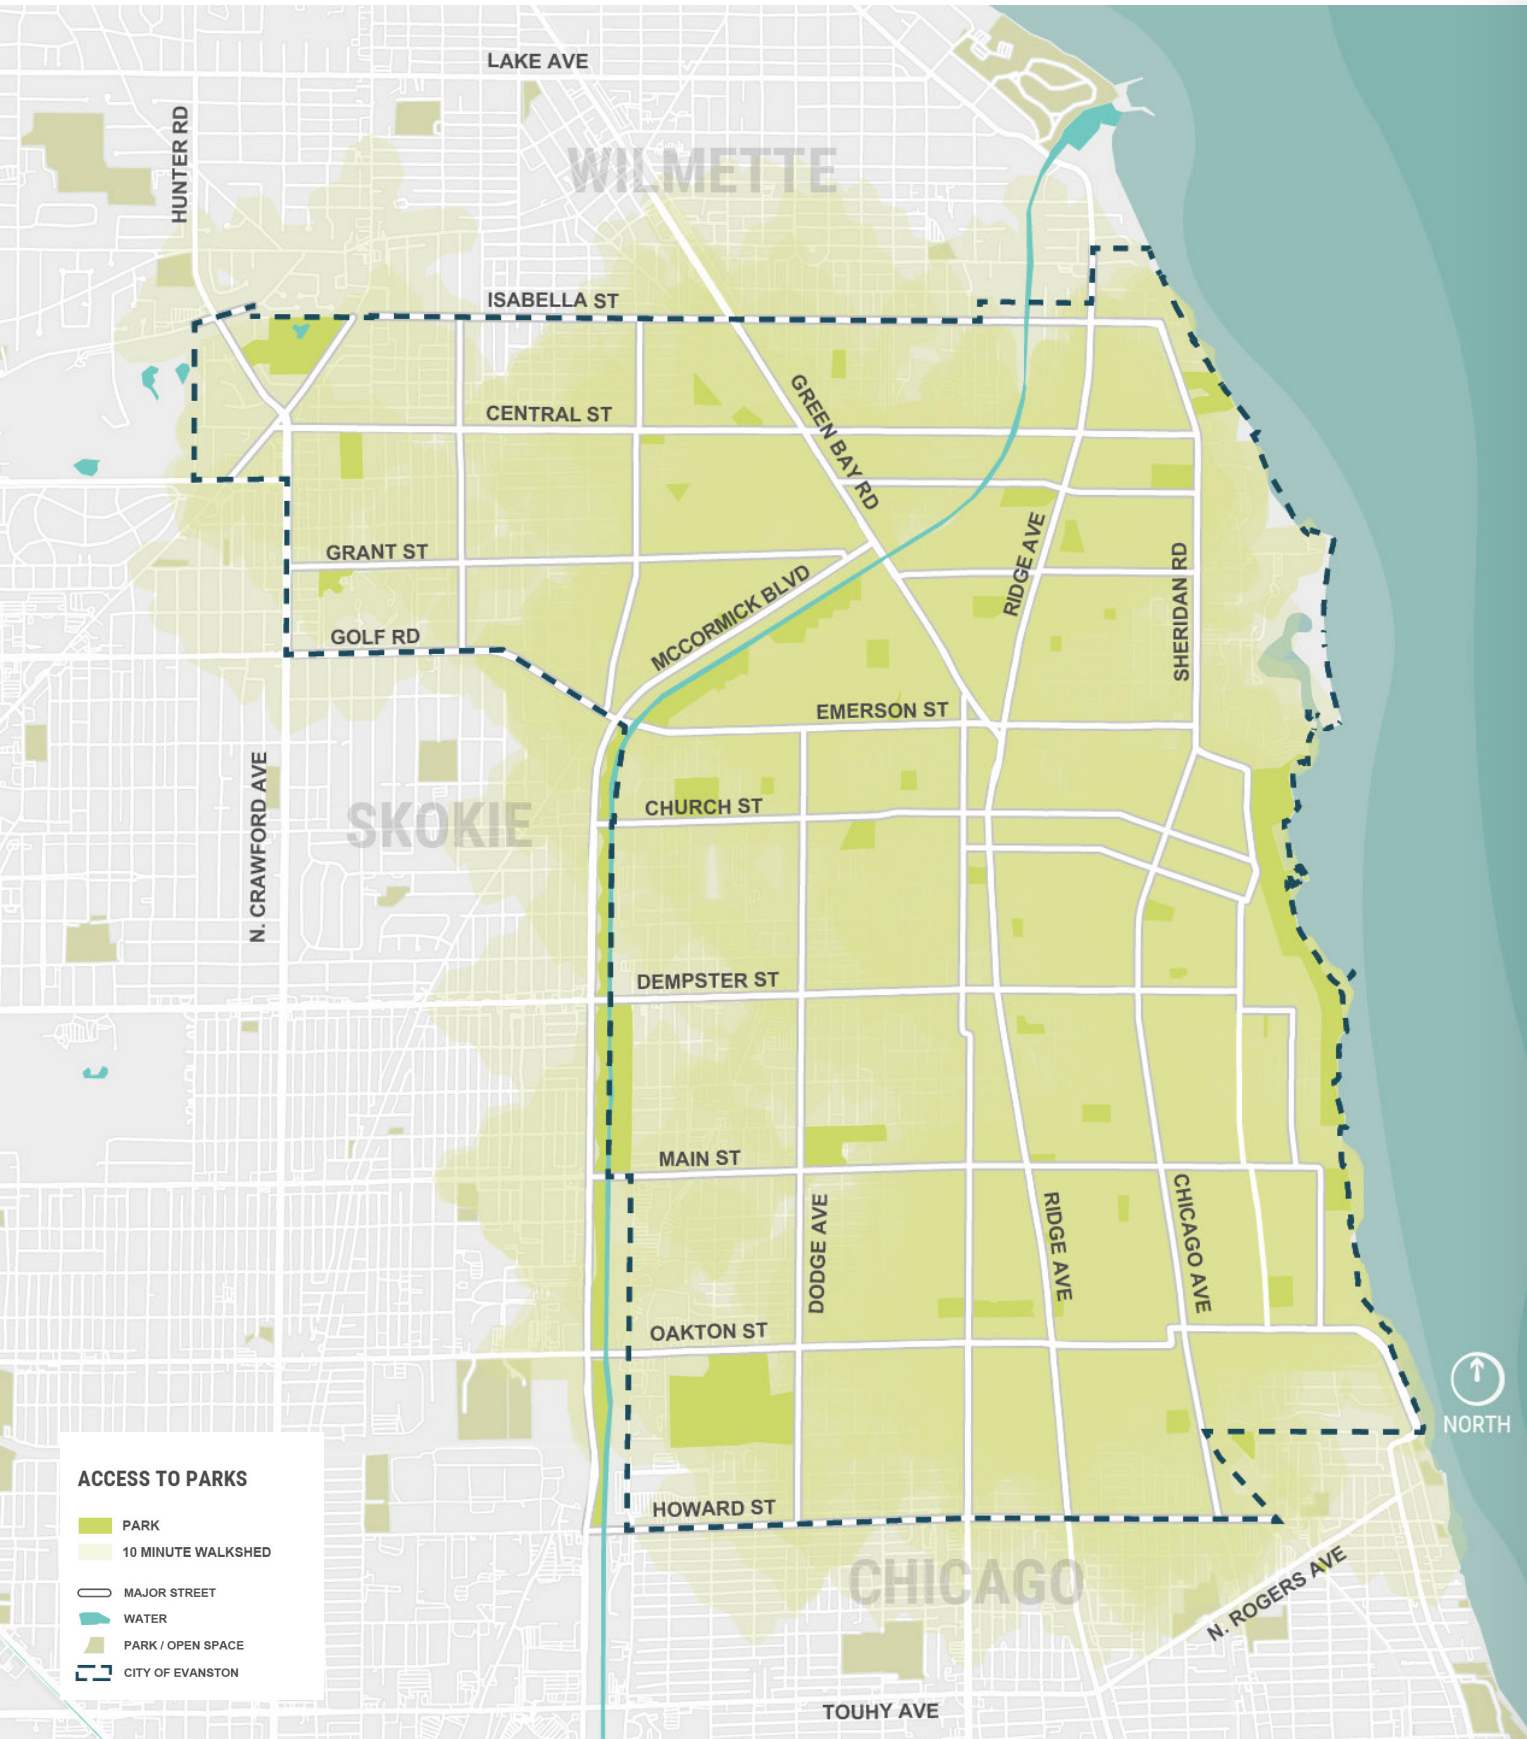 LAKE AVE
HUNTER RD
WILMETTE
ISABELLA ST
CENTRAL ST
GREEN BAY RD
GRANT ST
RIDGE AVE
SHERIDAN RD
MCCORMICK BLVD
GOLF RD
EMERSON ST
N. CRAWFORD AVE
SKOKIE
CHURCH ST
DEMPSTER ST
MAIN ST
DODGE AVE
RIDGE AVE
CHICAGO AVE
OAKTON ST
NORTH
HOWARD ST
CHICAGO
N. ROGERS AVE
TOUHY AVE
ACCESS TO PARKS
PARK
10 MINUTE WALKSHED
MAJOR STREET
WATER
PARK / OPEN SPACE
CITY OF EVANSTON